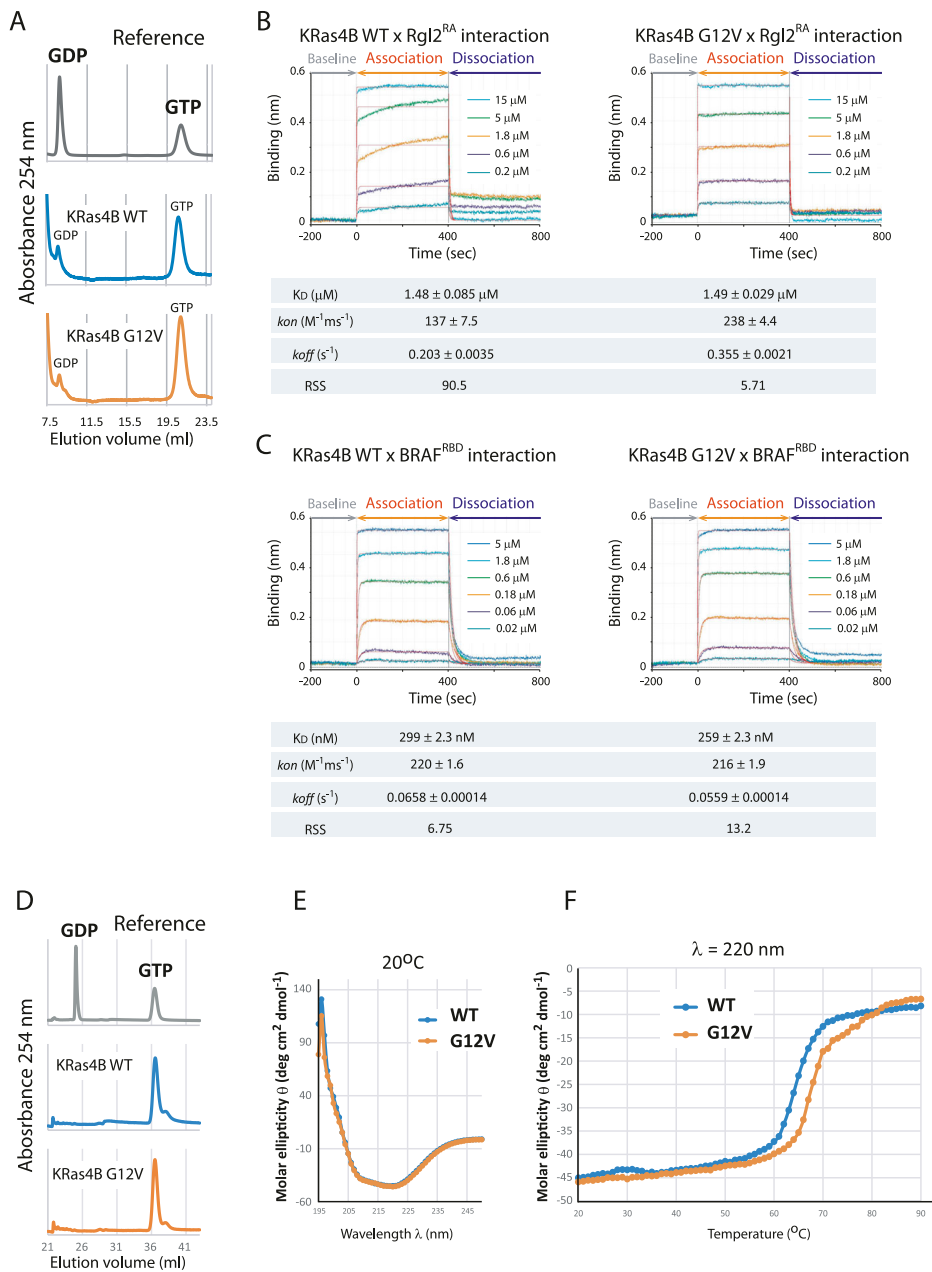 A
Reference
GDP
GTP
Abosrbance 254 nm
KRas4B WT
GDP
GTP
KRas4B G12V
GDP
GTP
7.5 11.5 15.5 19.5 23.5
Elution volume (ml)
B
KRas4B WT x Rgl2RA interaction
Baseline Association Dissociation
Binding (nm)
0.6
0.4
0.2
0
15 µM
5 µM
1.8 µM
0.6 µM
0.2 µM
−200 0 400 800
Time (sec)
KRas4B G12V x Rgl2RA interaction
Baseline Association Dissociation
Binding (nm)
0.6
0.4
0.2
0
15 µM
5 µM
1.8 µM
0.6 µM
0.2 µM
−200 0 400 800
Time (sec)
KD (µM) 1.48 ± 0.085 µM 1.49 ± 0.029 µM
kon (M-1ms-1) 137 ± 7.5 238 ± 4.4
koff (s-1) 0.203 ± 0.0035 0.355 ± 0.0021
RSS 90.5 5.71
C
KRas4B WT x BRAFRBD interaction
Baseline Association Dissociation
Binding (nm)
0.6
0.4
0.2
0
5 µM
1.8 µM
0.6 µM
0.18 µM
0.06 µM
0.02 µM
−200 0 400 800
Time (sec)
KRas4B G12V x BRAFRBD interaction
Baseline Association Dissociation
Binding (nm)
0.6
0.4
0.2
0
5 µM
1.8 µM
0.6 µM
0.18 µM
0.06 µM
0.02 µM
−200 0 400 800
Time (sec)
KD (nM) 299 ± 2.3 nM 259 ± 2.3 nM
kon (M-1ms-1) 220 ± 1.6 216 ± 1.9
koff (s-1) 0.0658 ± 0.00014 0.0559 ± 0.00014
RSS 6.75 13.2
D
Reference
GDP
GTP
Abosrbance 254 nm
KRas4B WT
KRas4B G12V
21 26 31 36 41
Elution volume (ml)
E
20OC
Molar ellipticity θ (deg cm2 dmol-1)
140
90
40
-10
-60
WT
G12V
195 205 215 225 235 245
Wavelength λ (nm)
F
λ = 220 nm
Molar ellipticity θ (deg cm2 dmol-1)
0
-5
-10
-15
-20
-25
-30
-35
-40
-45
-50
WT
G12V
20 30 40 50 60 70 80 90
Temperature (OC)